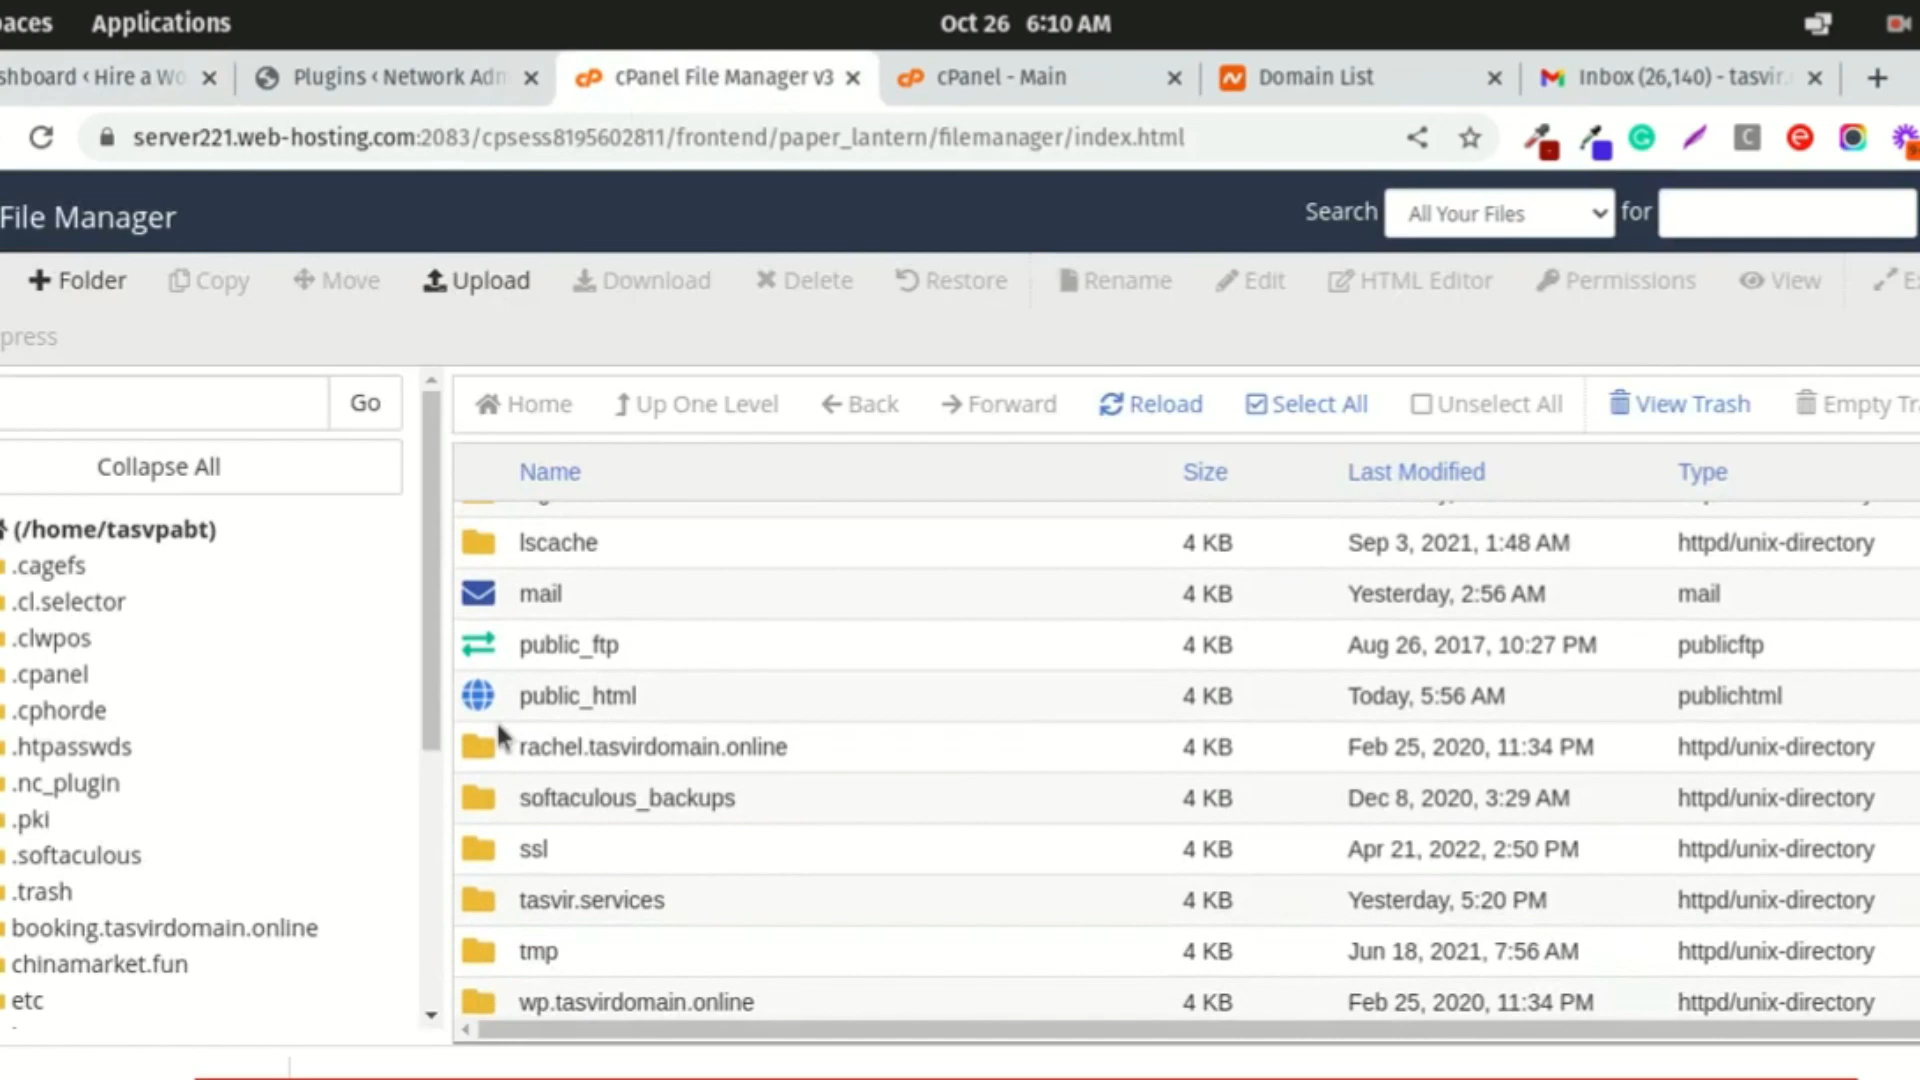 paces Applications Oct 26 6:10 AM
shboard ‹ Hire a Wo Plugins ‹ Network Adn cPanel File Manager v3 cPanel - Main Domain List Inbox (26,140) - tasvir.
server221.web-hosting.com:2083/cpsess8195602811/frontend/paper_lantern/filemanager/index.html
File Manager Search All Your Files for
Folder Copy Move Upload Download Delete Restore Rename Edit HTML Editor Permissions View Ex
press
Go Home Up One Level Back Forward Reload Select All Unselect All View Trash Empty Tra
Collapse All
Name Size Last Modified Type
(/home/tasvpabt)
.cagefs
.cl.selector
.clwpos
.cpanel
.cphorde
.htpasswds
.nc_plugin
.pki
.softaculous
.trash
booking.tasvirdomain.online
chinamarket.fun
etc
lscache 4 KB Sep 3, 2021, 1:48 AM httpd/unix-directory
mail 4 KB Yesterday, 2:56 AM mail
public_ftp 4 KB Aug 26, 2017, 10:27 PM publicftp
public_html 4 KB Today, 5:56 AM publichtml
rachel.tasvirdomain.online 4 KB Feb 25, 2020, 11:34 PM httpd/unix-directory
softaculous_backups 4 KB Dec 8, 2020, 3:29 AM httpd/unix-directory
ssl 4 KB Apr 21, 2022, 2:50 PM httpd/unix-directory
tasvir.services 4 KB Yesterday, 5:20 PM httpd/unix-directory
tmp 4 KB Jun 18, 2021, 7:56 AM httpd/unix-directory
wp.tasvirdomain.online 4 KB Feb 25, 2020, 11:34 PM httpd/unix-directory